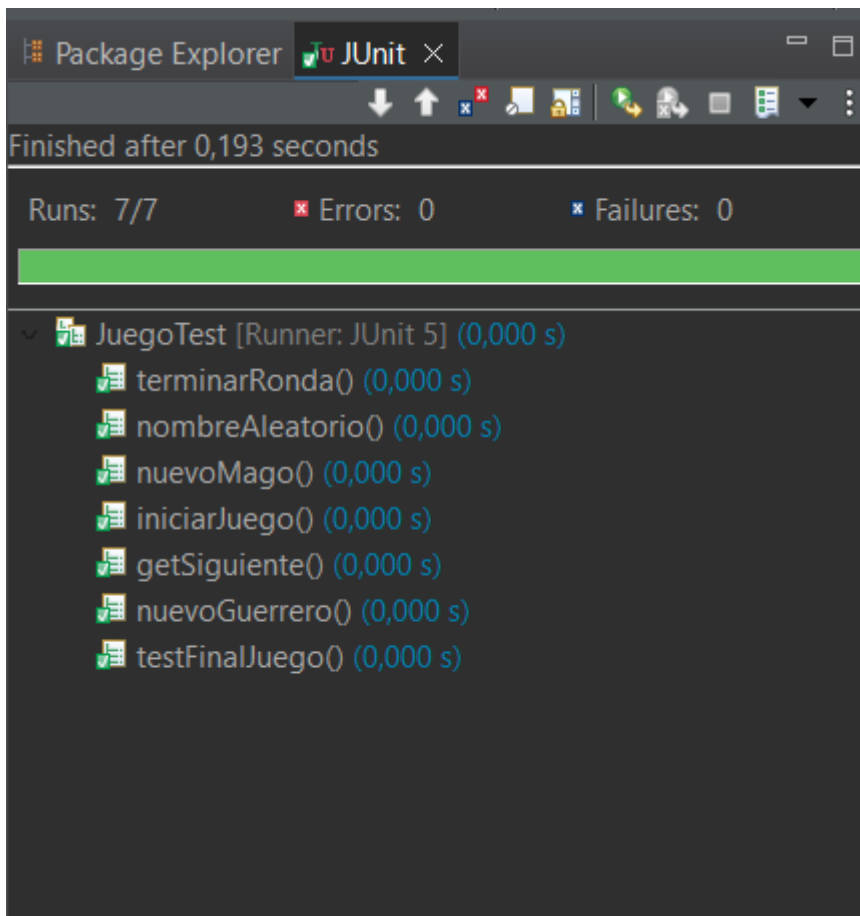 Package Explorer JUnit
Finished after 0,193 seconds
Runs: 7/7 Errors: 0 Failures: 0
JuegoTest [Runner: JUnit 5] (0,000 s)
terminarRonda() (0,000 s)
nombreAleatorio() (0,000 s)
nuevoMago() (0,000 s)
iniciarJuego() (0,000 s)
getSiguiente() (0,000 s)
nuevoGuerrero() (0,000 s)
testFinalJuego() (0,000 s)